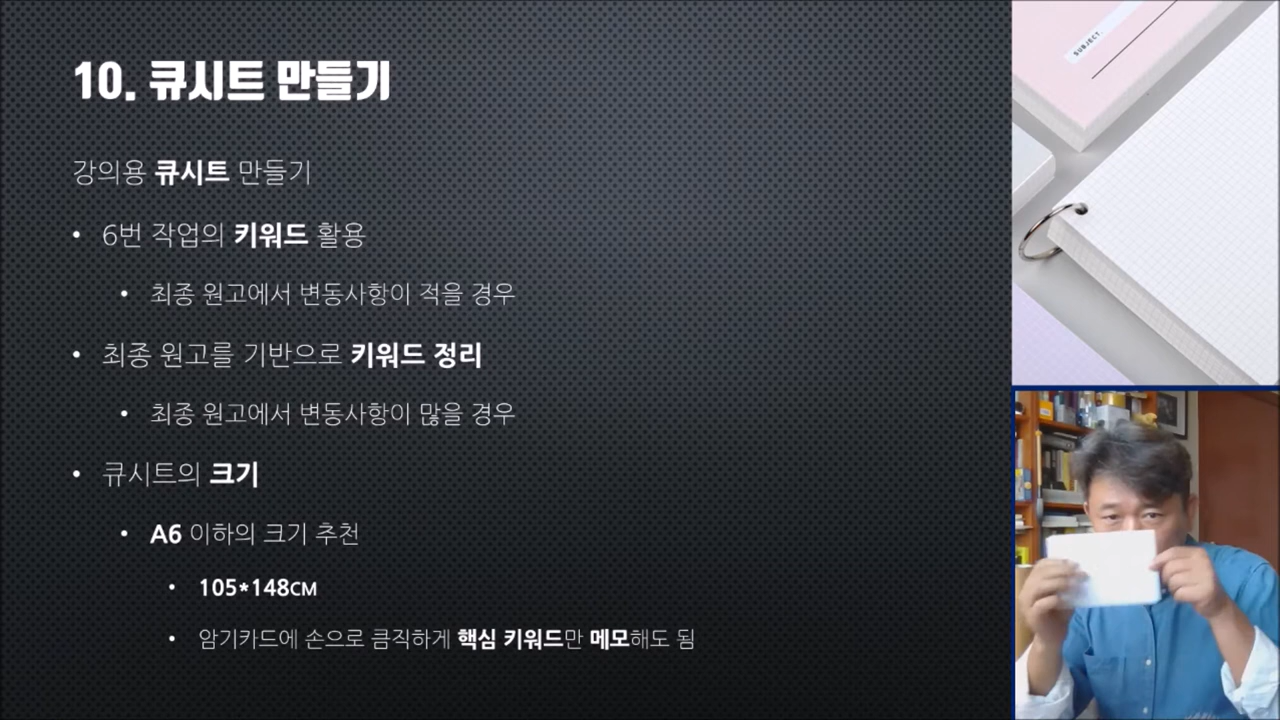 10. 큐시트 만들기
강의용 큐시트 만들기
• 6번 작업의 키워드 활용
• 최종 원고에서 변동사항이 적을 경우
• 최종 원고를 기반으로 키워드 정리
• 최종 원고에서 변동사항이 많을 경우
• 큐시트의 크기
• A6 이하의 크기 추천
• 105*148CM
• 암기카드에 손으로 큼직하게 핵심 키워드만 메모해도 됨
SUBJECT.